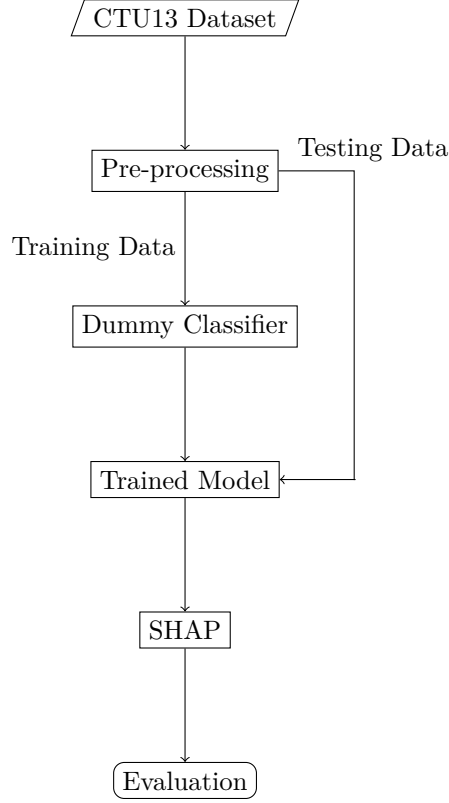 CTU13 Dataset
Testing Data
Pre-processing
Training Data
Dummy Classifier
Trained Model
SHAP
Evaluation